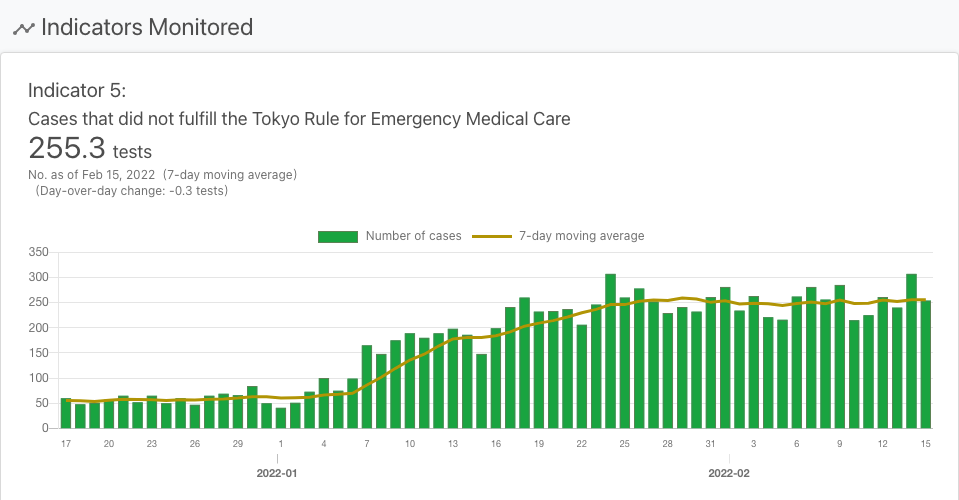 Indicators Monitored
Indicator 5:
Cases that did not fulfill the Tokyo Rule for Emergency Medical Care
255.3 tests
No. as of Feb 15, 2022 (7-day moving average)
(Day-over-day change: -0.3 tests)
Number of cases 7-day moving average
350
300
250
200
150
100
50
0
17 20 23 26 29 1 4 7 10 13 16 19 22 25 28 31 3 6 9 12 15
2022-01 2022-02